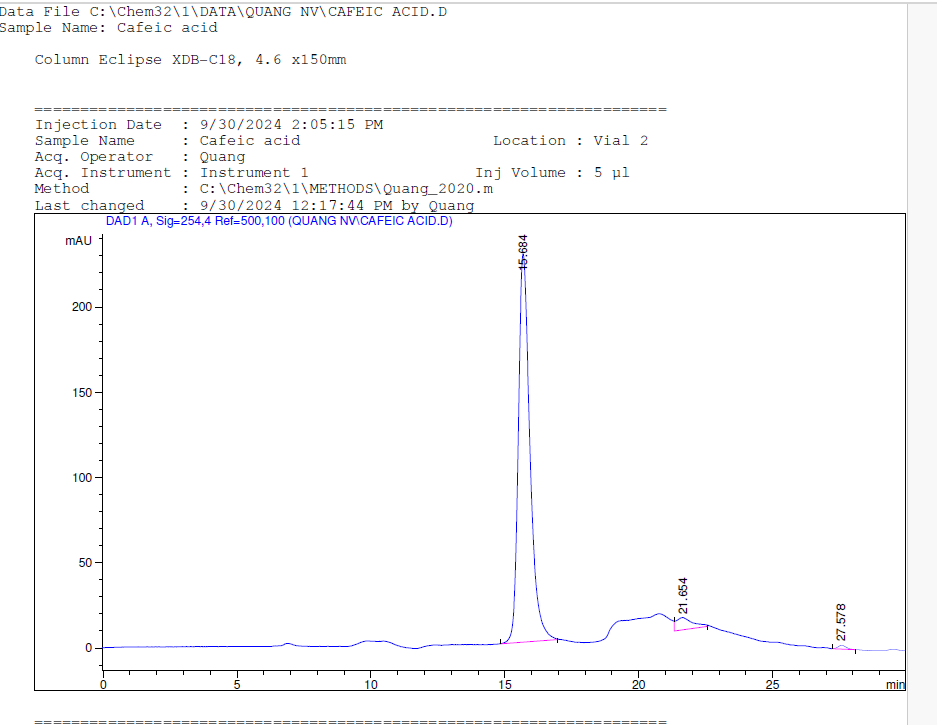 Data File C:\Chem32\1\DATA\QUANG NV\CAFEIC ACID.D
Sample Name: Cafeic acid
Column Eclipse XDB-C18, 4.6 x150mm
=====================================================================
Injection Date  : 9/30/2024 2:05:15 PM
Sample Name     : Cafeic acid                     Location : Vial 2
Acq. Operator   : Quang
Acq. Instrument : Instrument 1                  Inj Volume : 5 µl
Method          : C:\Chem32\1\METHODS\Quang_2020.m
Last changed    : 9/30/2024 12:17:44 PM by Quang
DAD1 A, Sig=254,4 Ref=500,100 (QUANG NV\CAFEIC ACID.D)
mAU
15.684
200
150
100
50
21.654
27.578
0
0 5 10 15 20 25 min
=====================================================================